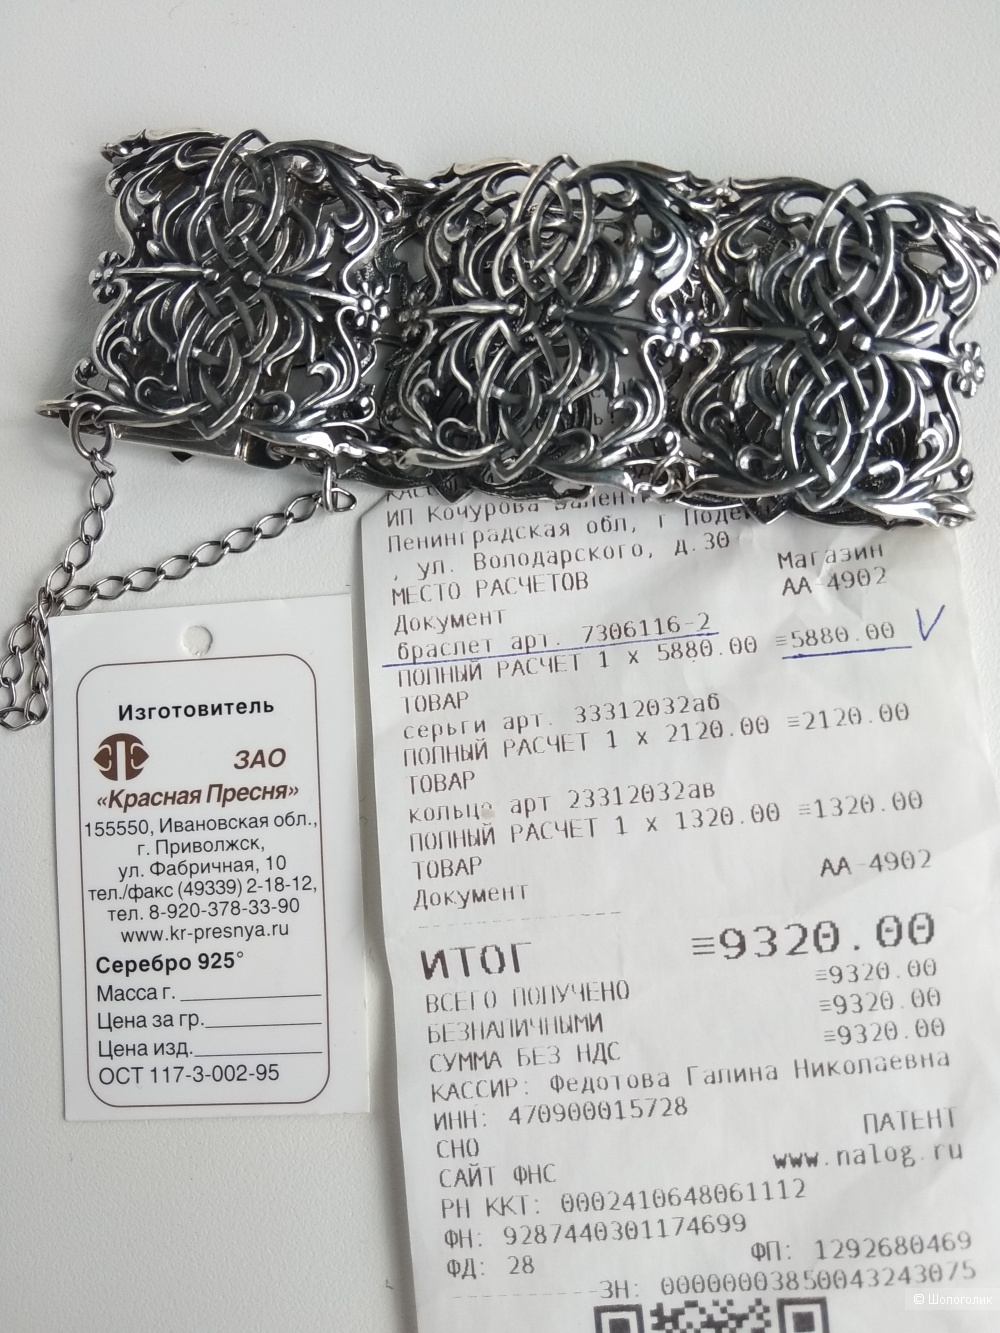 Изготовитель
ЗАО
«Красная Пресня»
155550, Ивановская обл.,
г. Приволжск,
ул. Фабричная, 10
тел./факс (49339) 2-18-12,
тел. 8-920-378-33-90
www.kr-presnya.ru
Серебро 925°
Масса г.
Цена за гр.
Цена изд.
ОСТ 117-3-002-95
ИП Кочурова
Ленинградская обл, г
, ул. Володарского, д.30
МЕСТО РАСЧЕТОВ Магазин
Документ АА 4902
браслет арт. 7306116-2
ПОЛНЫЙ РАСЧЕТ 1 x 5880.00 ≡5880.00 V
ТОВАР
серьги арт. 33312032аб
ПОЛНЫЙ РАСЧЕТ 1 x 2120.00 ≡2120.00
ТОВАР
кольцо арт 23312032ав
ПОЛНЫЙ РАСЧЕТ 1 x 1320.00 ≡1320.00
ТОВАР
Документ АА-4902
ИТОГ ≡9320.00
ВСЕГО ПОЛУЧЕНО ≡9320.00
БЕЗНАЛИЧНЫМИ ≡9320.00
СУММА БЕЗ НДС ≡9320.00
КАССИР: Федотова Галина Николаевна
ИНН: 470900015728
СНО ПАТЕНТ
САЙТ ФНС www.nalog.ru
РН ККТ: 0002410648061112
ФН: 9287440301174699
ФД: 28 ФП: 1292680469
ЗН: 00000003850043243075
© Шопоголик